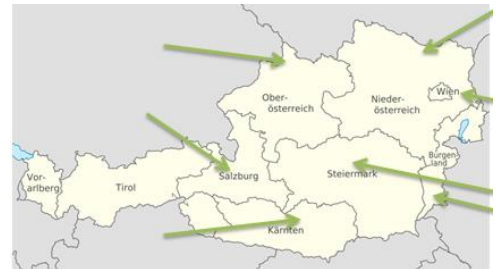 Ober-
österreich
Nieder-
österreich
Wien
Burgen-
land
Vor-
arlberg
Tirol
Salzburg
Steiermark
Kärnten